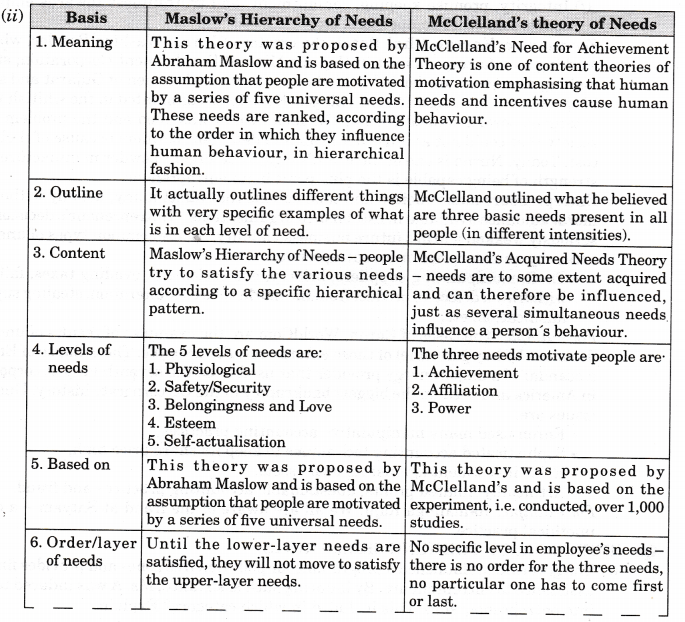 (ii)
Basis
Maslow's Hierarchy of Needs
McClelland's theory of Needs
1. Meaning
This theory was proposed by
Abraham Maslow and is based on the
assumption that people are motivated
by a series of five universal needs.
These needs are ranked, according
to the order in which they influence
human behaviour, in hierarchical
fashion.
McClelland's Need for Achievement
Theory is one of content theories of
motivation emphasising that human
needs and incentives cause human
behaviour.
2. Outline
It actually outlines different things
with very specific examples of what
is in each level of need.
McClelland outlined what he believed
are three basic needs present in all
people (in different intensities).
3. Content
Maslow's Hierarchy of Needs – people
try to satisfy the various needs
according to a specific hierarchical
pattern.
McClelland's Acquired Needs Theory
– needs are to some extent acquired
and can therefore be influenced,
just as several simultaneous needs
influence a person´s behaviour.
4. Levels of
needs
The 5 levels of needs are:
1. Physiological
2. Safety/Security
3. Belongingness and Love
4. Esteem
5. Self-actualisation
The three needs motivate people are·
1. Achievement
2. Affiliation
3. Power
5. Based on
This theory was proposed by
Abraham Maslow and is based on the
assumption that people are motivated
by a series of five universal needs.
This theory was proposed by
McClelland's and is based on the
experiment, i.e. conducted, over 1,000
studies.
6. Order/layer
of needs
Until the lower-layer needs are
satisfied, they will not move to satisfy
the upper-layer needs.
No specific level in employee's needs –
there is no order for the three needs,
no particular one has to come first
or last.